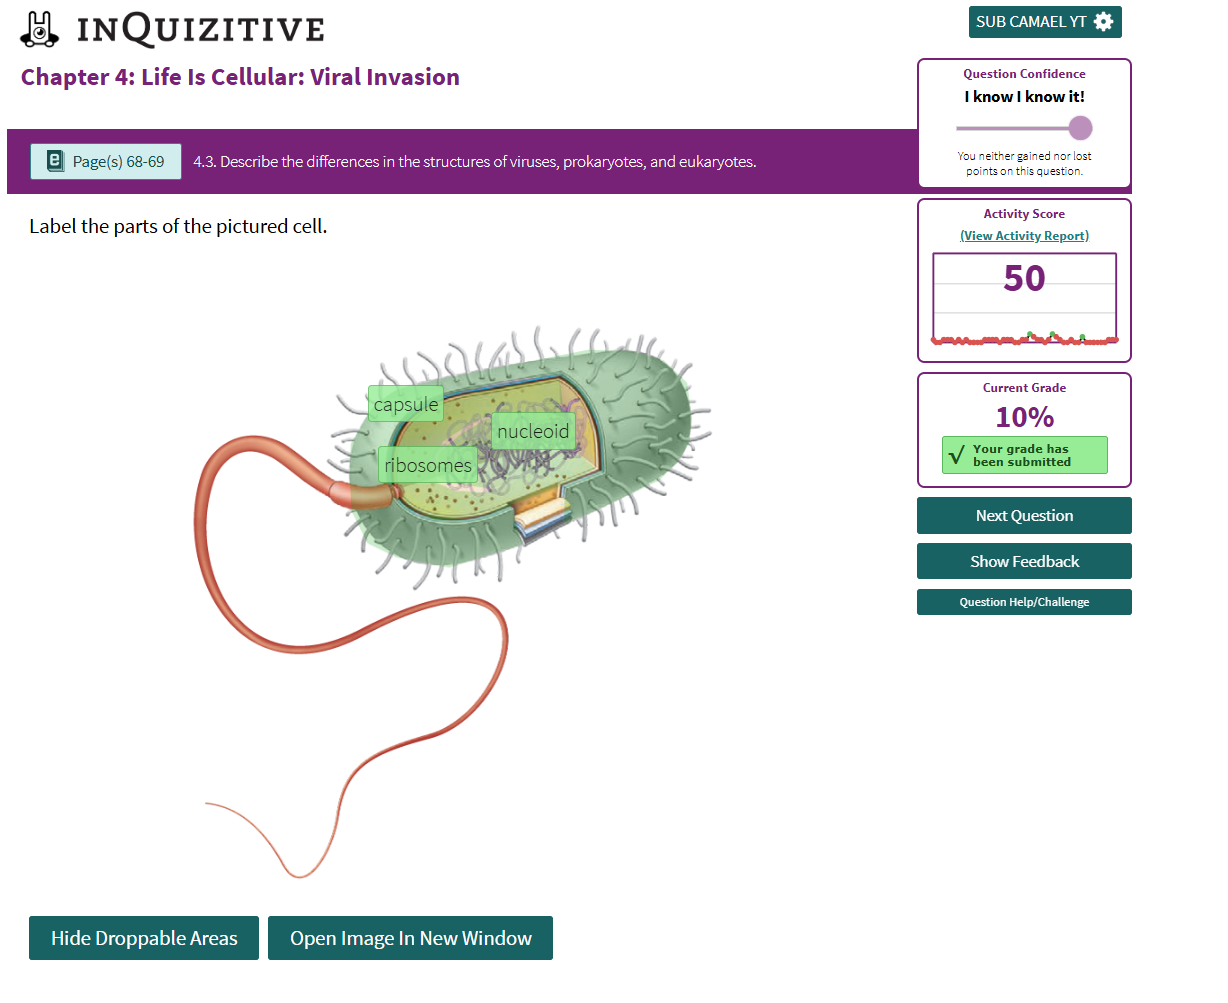 INQUIZITIVE
SUB CAMAEL YT
Chapter 4: Life Is Cellular: Viral Invasion
Question Confidence
I know I know it!
You neither gained nor lost
points on this question.
e Page(s) 68-69
4.3. Describe the differences in the structures of viruses, prokaryotes, and eukaryotes.
Label the parts of the pictured cell.
Activity Score
(View Activity Report)
50
Current Grade
10%
√ Your grade has
been submitted
Next Question
Show Feedback
Question Help/Challenge
capsule
nucleoid
ribosomes
Hide Droppable Areas
Open Image In New Window